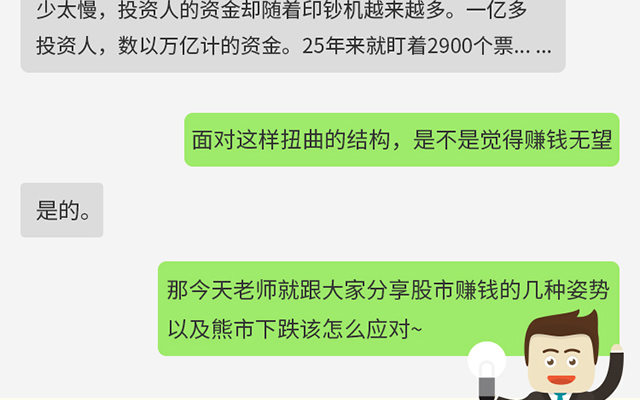 少太慢，投资人的资金却随着印钞机越来越多。一亿多
投资人，数以万亿计的资金。25年来就盯着2900个票... ...
面对这样扭曲的结构，是不是觉得赚钱无望
是的。
那今天老师就跟大家分享股市赚钱的几种姿势
以及熊市下跌该怎么应对~